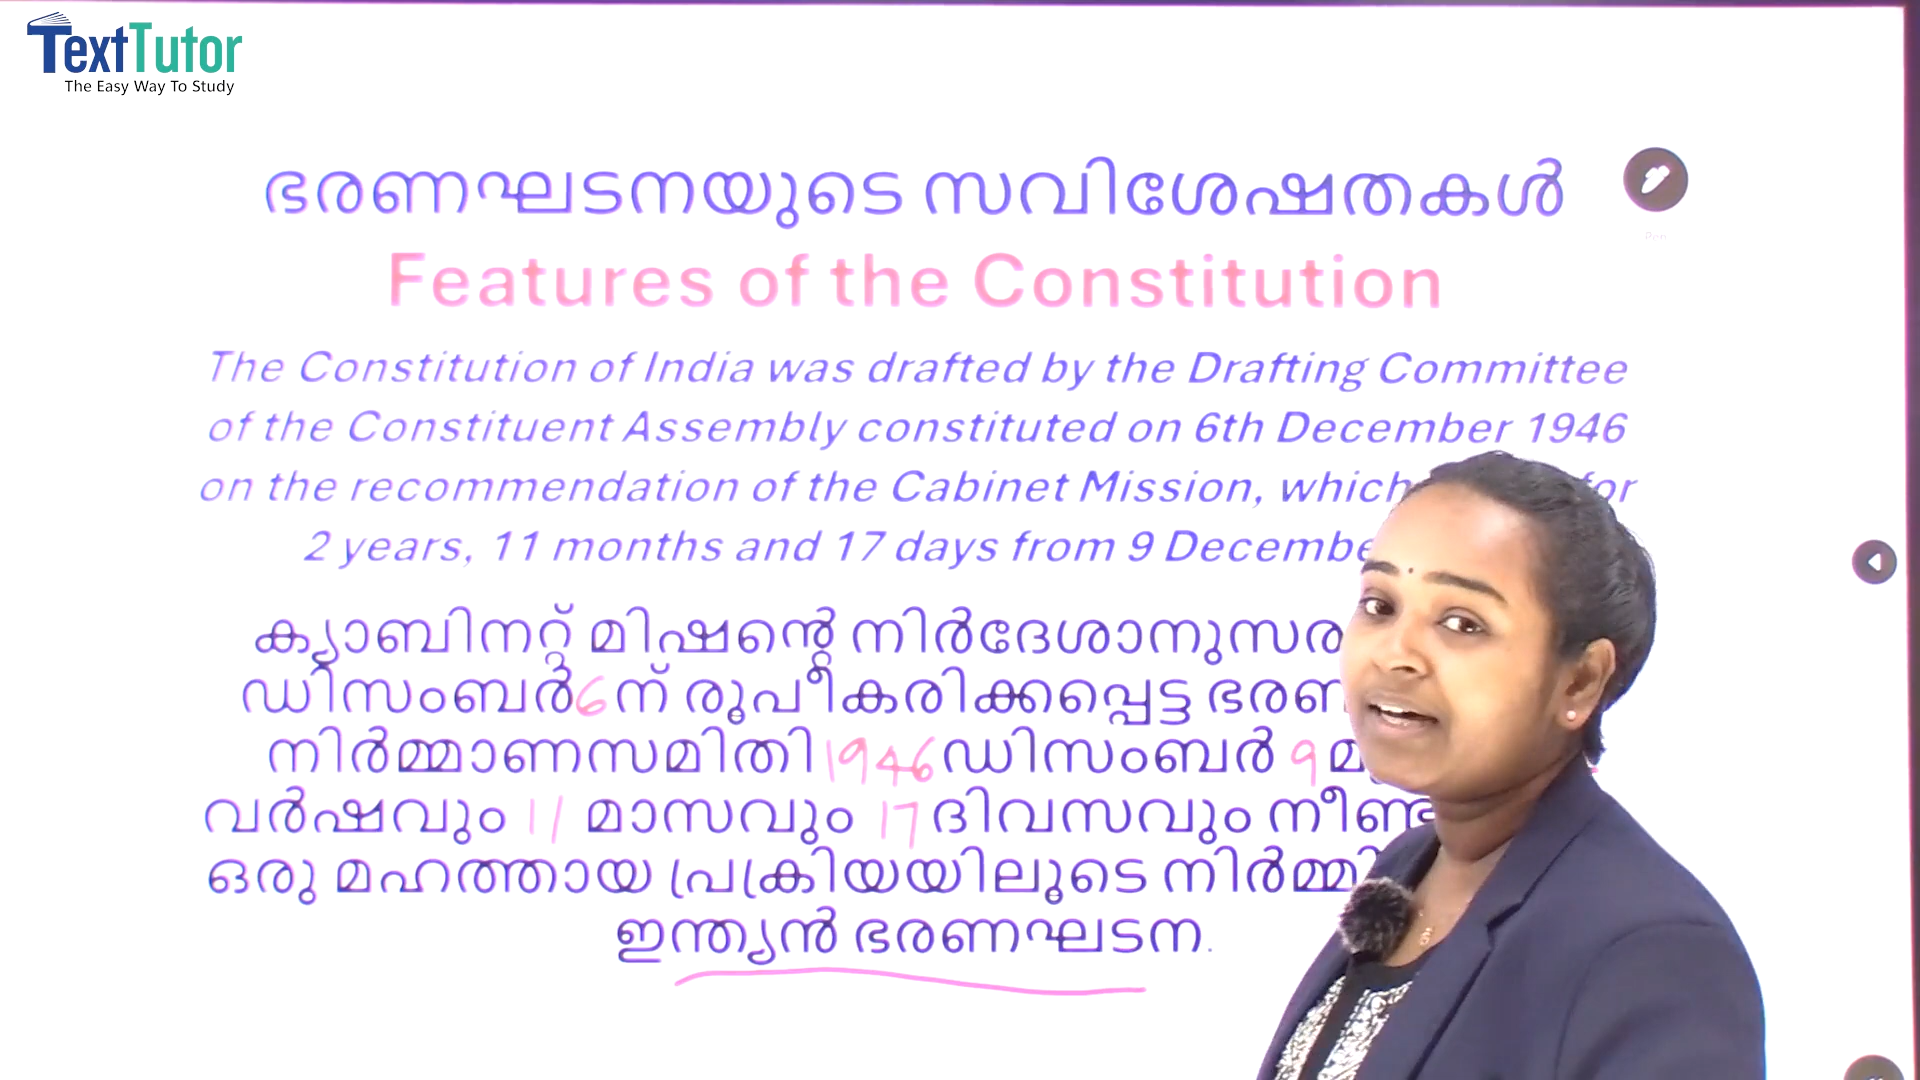 TextTutor
The Easy Way To Study
ഭരണഘടനയുടെ സവിശേഷതകൾ
Features of the Constitution
The Constitution of India was drafted by the Drafting Committee
of the Constituent Assembly constituted on 6th December 1946
on the recommendation of the Cabinet Mission, which for
2 years, 11 months and 17 days from 9 Decembe
ക്യാബിനറ്റ് മിഷന്റെ നിർദേശാനുസര
ഡിസംബർ 6 ന് രൂപീകരിക്കപ്പെട്ട ഭരണ
നിർമ്മാണസമിതി 1946 ഡിസംബർ 9 മു
വർഷവും 11 മാസവും 17 ദിവസവും നീണ്ട
ഒരു മഹത്തായ പ്രക്രിയയിലൂടെ നിർമ്മി
ഇന്ത്യൻ ഭരണഘടന.